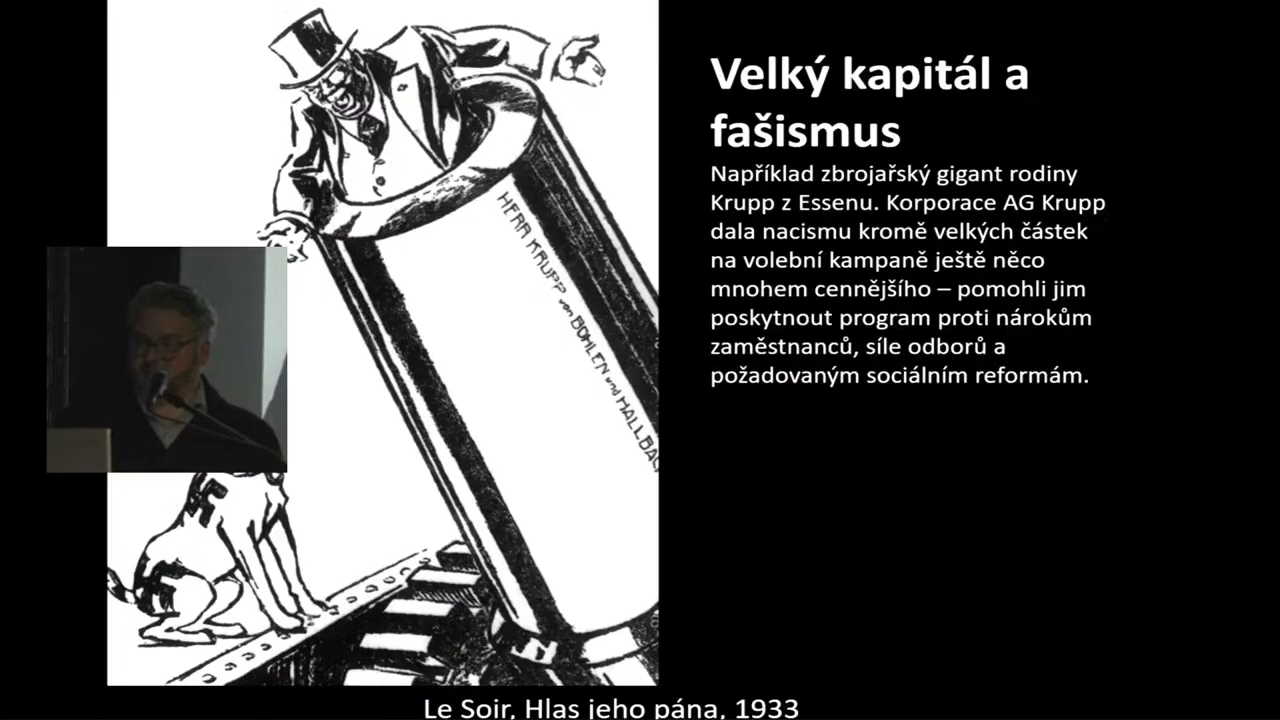 Velký kapitál a
fašismus
Například zbrojařský gigant rodiny
Krupp z Essenu. Korporace AG Krupp
dala nacismu kromě velkých částek
na volební kampaně ještě něco
mnohem cennějšího – pomohli jim
poskytnout program proti nárokům
zaměstnanců, síle odborů a
požadovaným sociálním reformám.
HERR KRUPP von BOHLEN und HALLBACH
Le Soir, Hlas jeho pána, 1933